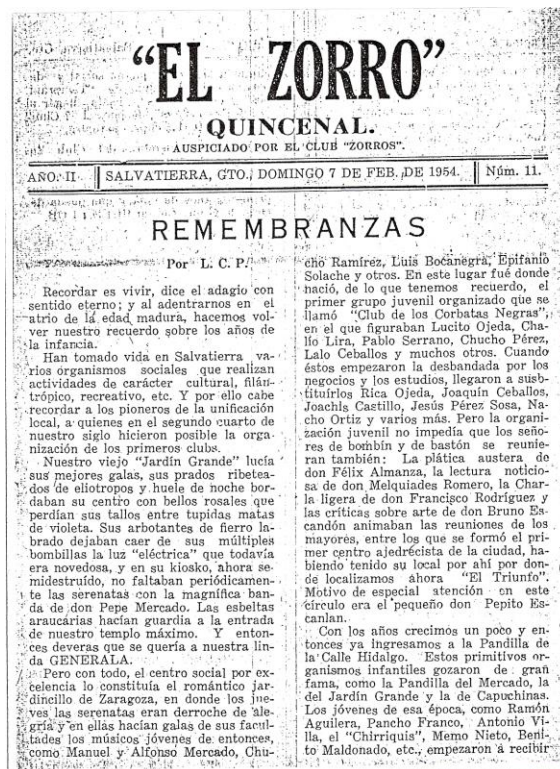 "EL ZORRO"
QUINCENAL.
AUSPICIADO POR EL CLUB "ZORROS".
AÑO. II
SALVATIERRA, GTO., DOMINGO 7 DE FEB. DE 1954.
Núm. 11.
REMEMBRANZAS
Por L. C. P.
Recordar es vivir, dice el adagio con
sentido eterno; y al adentrarnos en el
atrio de la edad madura, hacemos vol-
ver nuestro recuerdo sobre los años de
la infancia.
Han tomado vida en Salvatierra va-
rios organismos sociales que realizan
actividades de carácter cultural, filán-
trópico, recreativo, etc. Y por ello cabe
recordar a los pioneros de la unificación
local, a quienes en el segundo cuarto de
nuestro siglo hicieron posible la orga-
nización de los primeros clubs.
Nuestro viejo "Jardín Grande" lucía
sus mejores galas, sus prados ribetea-
dos de eliotropos y huele de noche bor-
daban su centro con bellos rosales que
perdían sus tallos entre tupidas matas
de violeta. Sus arbotantes de fierro la-
brado dejaban caer de sus múltiples
bombillas la luz "eléctrica" que todavía
era novedosa, y en su kiosko, ahora se-
midestruído, no faltaban periódicamen-
te las serenatas con la magnífica ban-
da de don Pepe Mercado. Las esbeltas
araucarias hacían guardia a la entrada
de nuestro templo máximo. Y enton-
ces deveras que se quería a nuestra lin-
da GENERALA.
Pero con todo, el centro social por ex-
celencia lo constituía el romántico jar-
dincillo de Zaragoza, en donde los jue-
ves las serenatas eran derroche de ale-
gría y en ellas hacían galas de sus facul-
tades los músicos jóvenes de entonces,
como Manuel y Alfonso Mercado, Chu-
cho Ramírez, Luis Bocanegra, Epifanio
Solache y otros. En este lugar fué donde
nació, de lo que tenemos recuerdo, el
primer grupo juvenil organizado que se
llamó "Club de los Corbatas Negras",
en el que figuraban Lucito Ojeda, Cha-
lío Lira, Pablo Serrano, Chucho Pérez,
Lalo Ceballos y muchos otros. Cuando
éstos empezaron la desbandada por los
negocios y los estudios, llegaron a susb-
tituírlos Rica Ojeda, Joaquín Ceballos,
Joachis Castillo, Jesús Pérez Sosa, Na-
cho Ortiz y varios más. Pero la organi-
zación juvenil no impedía que los seño-
res de bombín y de bastón se reunie-
ran también: La plática austera de
don Félix Almanza, la lectura noticio-
sa de don Melquiades Romero, la Char-
la ligera de don Francisco Rodríguez y
las críticas sobre arte de don Bruno Es-
candón animaban las reuniones de los
mayores, entre los que se formó el pri-
mer centro ajedrécista de la ciudad, ha-
biendo tenido su local por ahí por don-
de localizamos ahora "El Triunfo".
Motivo de especial atención en este
círculo era el pequeño don Pepito Es-
canlan.
Con los años crecimos un poco y en-
tonces ya ingresamos a la Pandilla de
la Calle Hidalgo. Estos primitivos or-
ganismos infantiles gozaron de gran
fama, como la Pandilla del Mercado, la
del Jardín Grande y la de Capuchinas.
Los jóvenes de esa época, como Ramón
Aguilera, Pancho Franco, Antonio Vi-
lla, el "Chirriquis", Memo Nieto, Beni-
to Maldonado, etc., empezaron a recibir